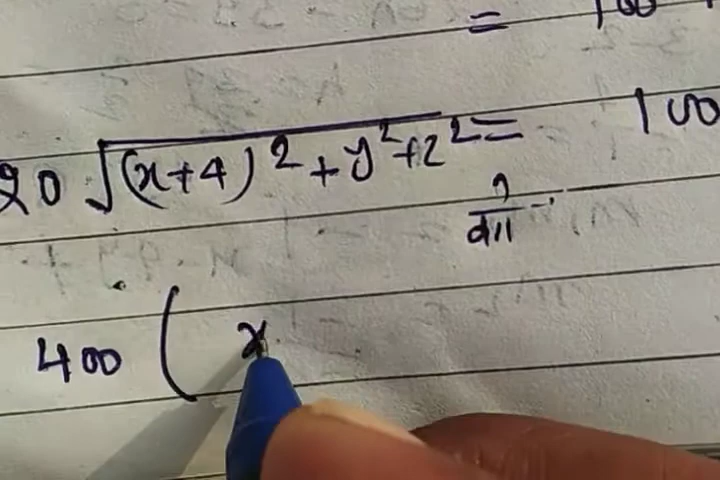 = 100
20 √(x+4)² + y² + z² = 100
400 ( x